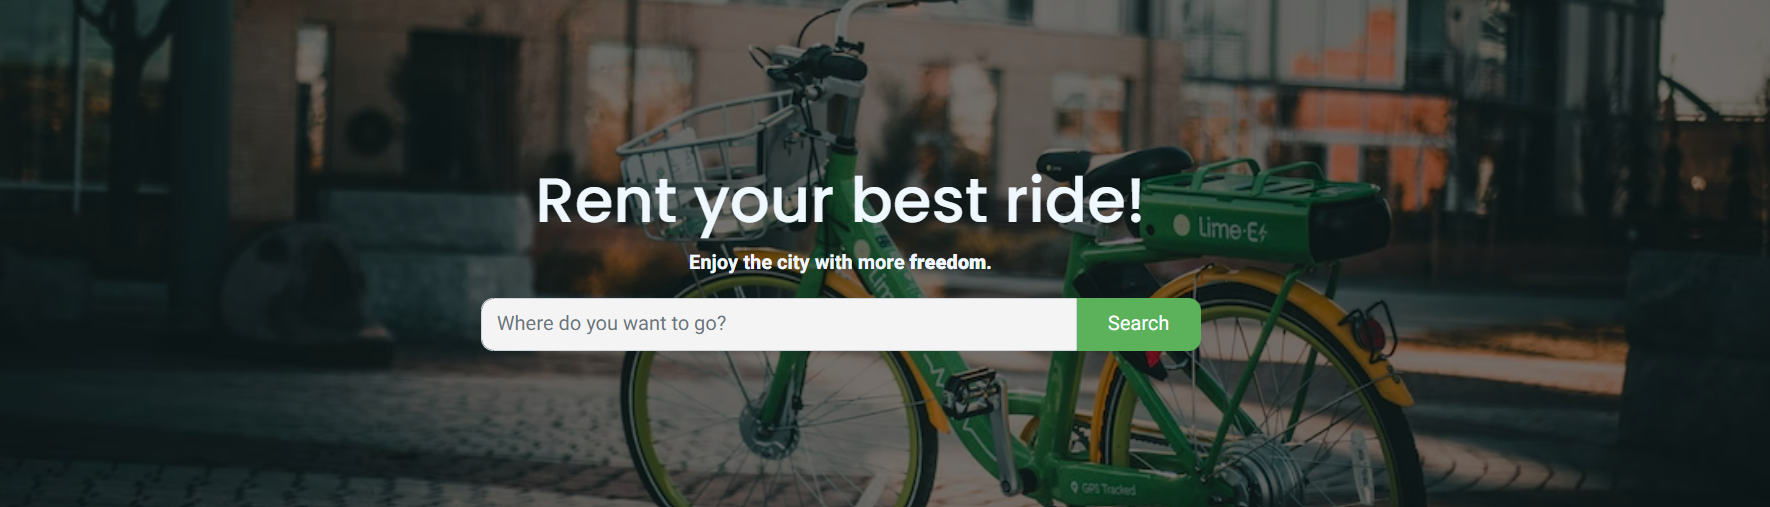 Rent your best ride!
Lime-E
Enjoy the city with more freedom.
Where do you want to go?
Search
GPS Tracked